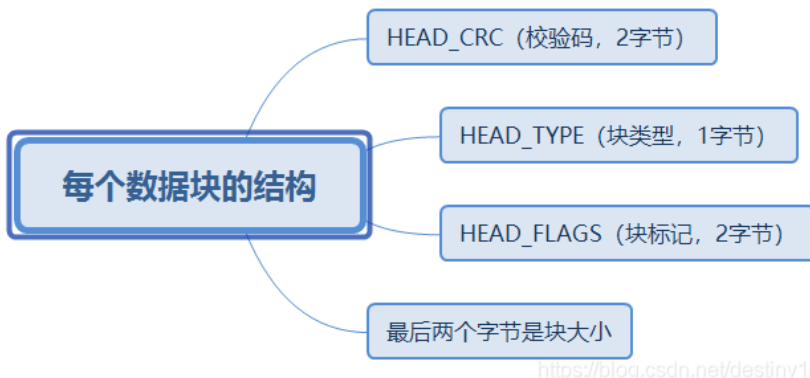 HEAD_CRC（校验码，2字节）
HEAD_TYPE（块类型，1字节）
每个数据块的结构
HEAD_FLAGS（块标记，2字节）
最后两个字节是块大小
https://blog.csdn.net/destiny1